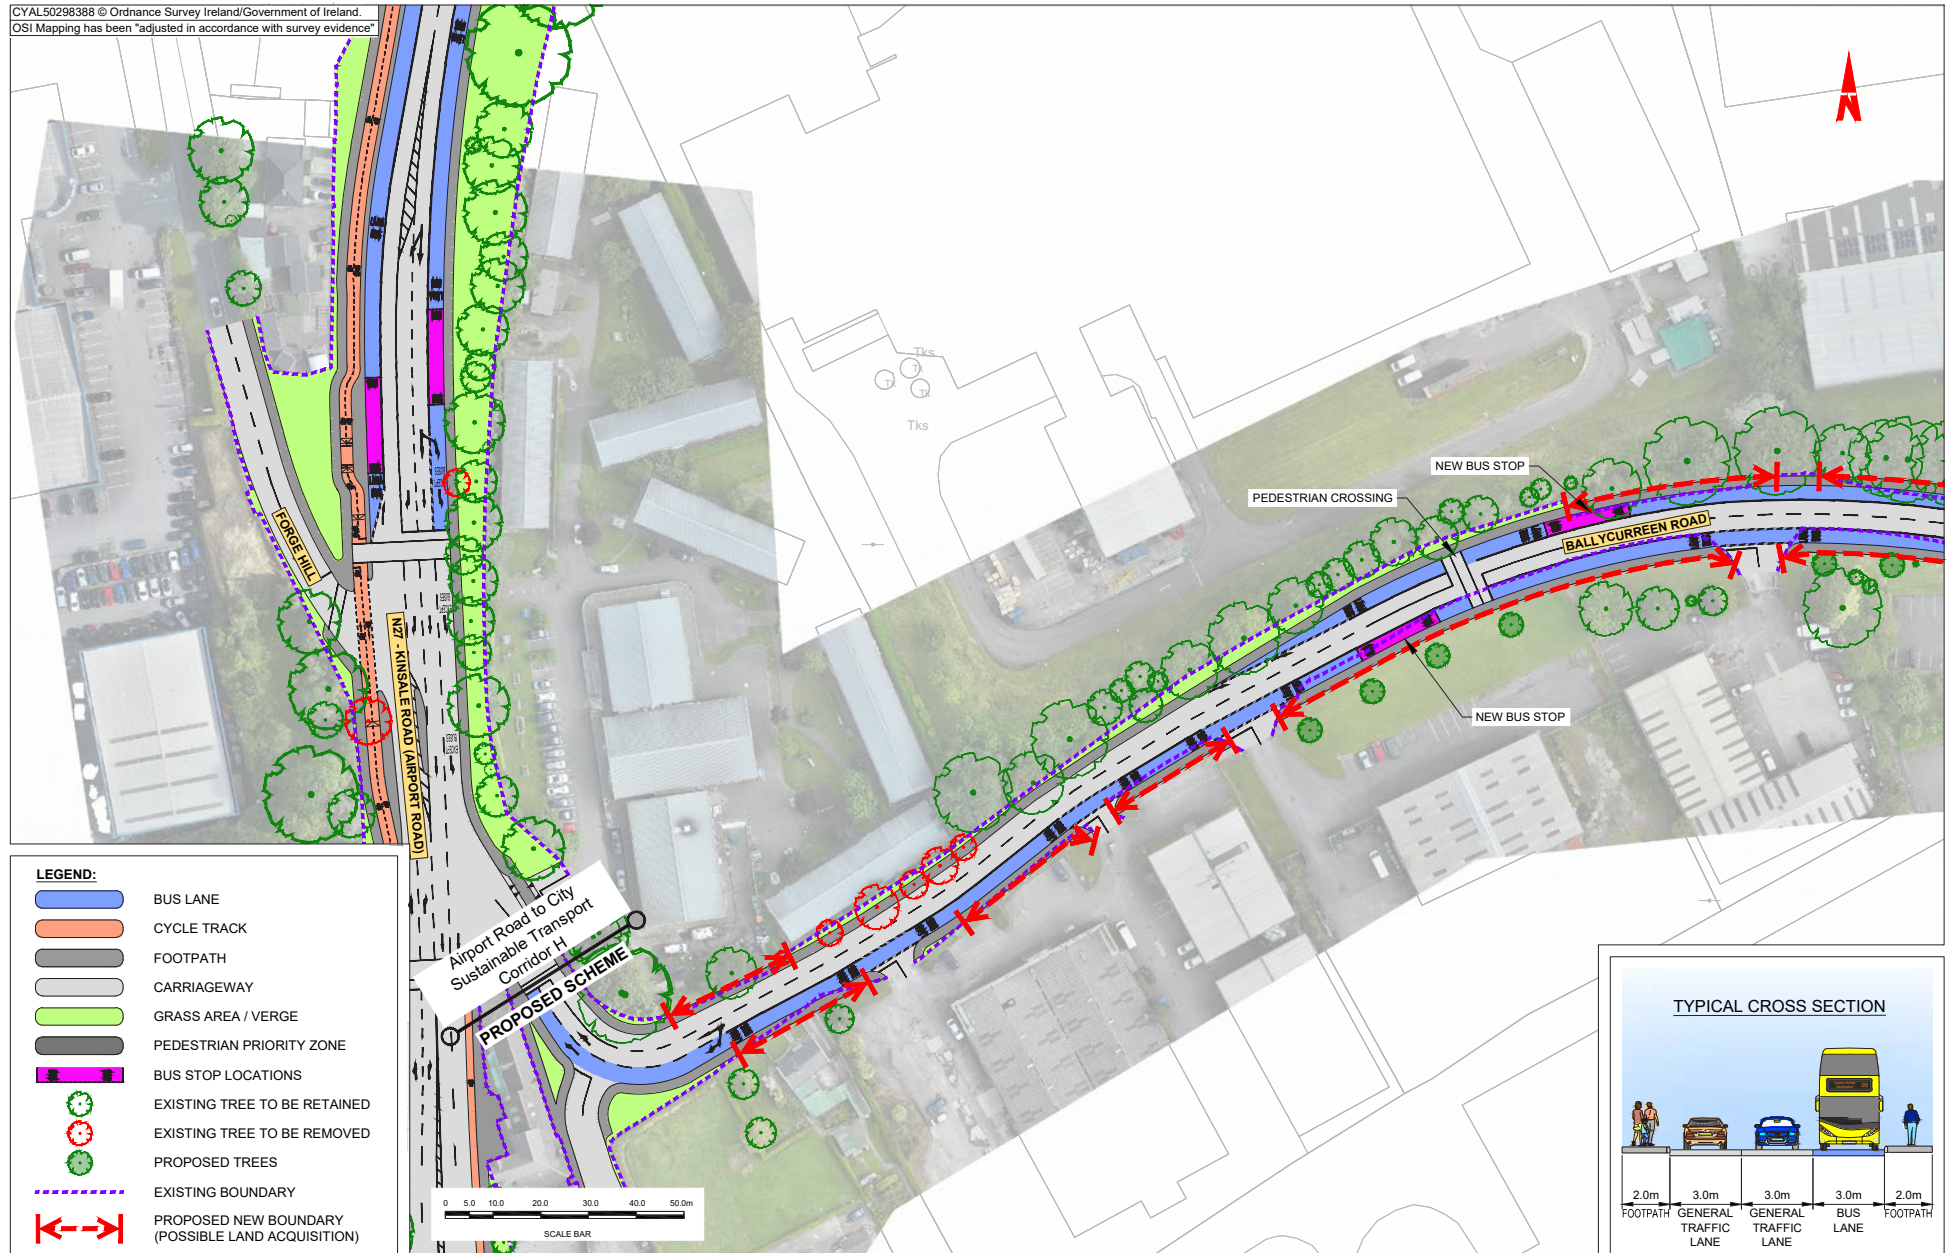 CYAL50298388 © Ordnance Survey Ireland/Government of Ireland.
OSI Mapping has been "adjusted in accordance with survey evidence"
Tks
Tk
Tk
Tks
NEW BUS STOP
PEDESTRIAN CROSSING
BALLYCURREEN ROAD
NEW BUS STOP
FORGE HILL
N27 - KINSALE ROAD (AIRPORT ROAD)
Airport Road to City
Sustainable Transport
Corridor H
PROPOSED SCHEME
LEGEND:
BUS LANE
CYCLE TRACK
FOOTPATH
CARRIAGEWAY
GRASS AREA / VERGE
PEDESTRIAN PRIORITY ZONE
BUS STOP LOCATIONS
EXISTING TREE TO BE RETAINED
EXISTING TREE TO BE REMOVED
PROPOSED TREES
EXISTING BOUNDARY
PROPOSED NEW BOUNDARY
(POSSIBLE LAND ACQUISITION)
0 5.0 10.0 20.0 30.0 40.0 50.0m
SCALE BAR
TYPICAL CROSS SECTION
2.0m 3.0m 3.0m 3.0m 2.0m
FOOTPATH GENERAL TRAFFIC LANE GENERAL TRAFFIC LANE BUS LANE FOOTPATH